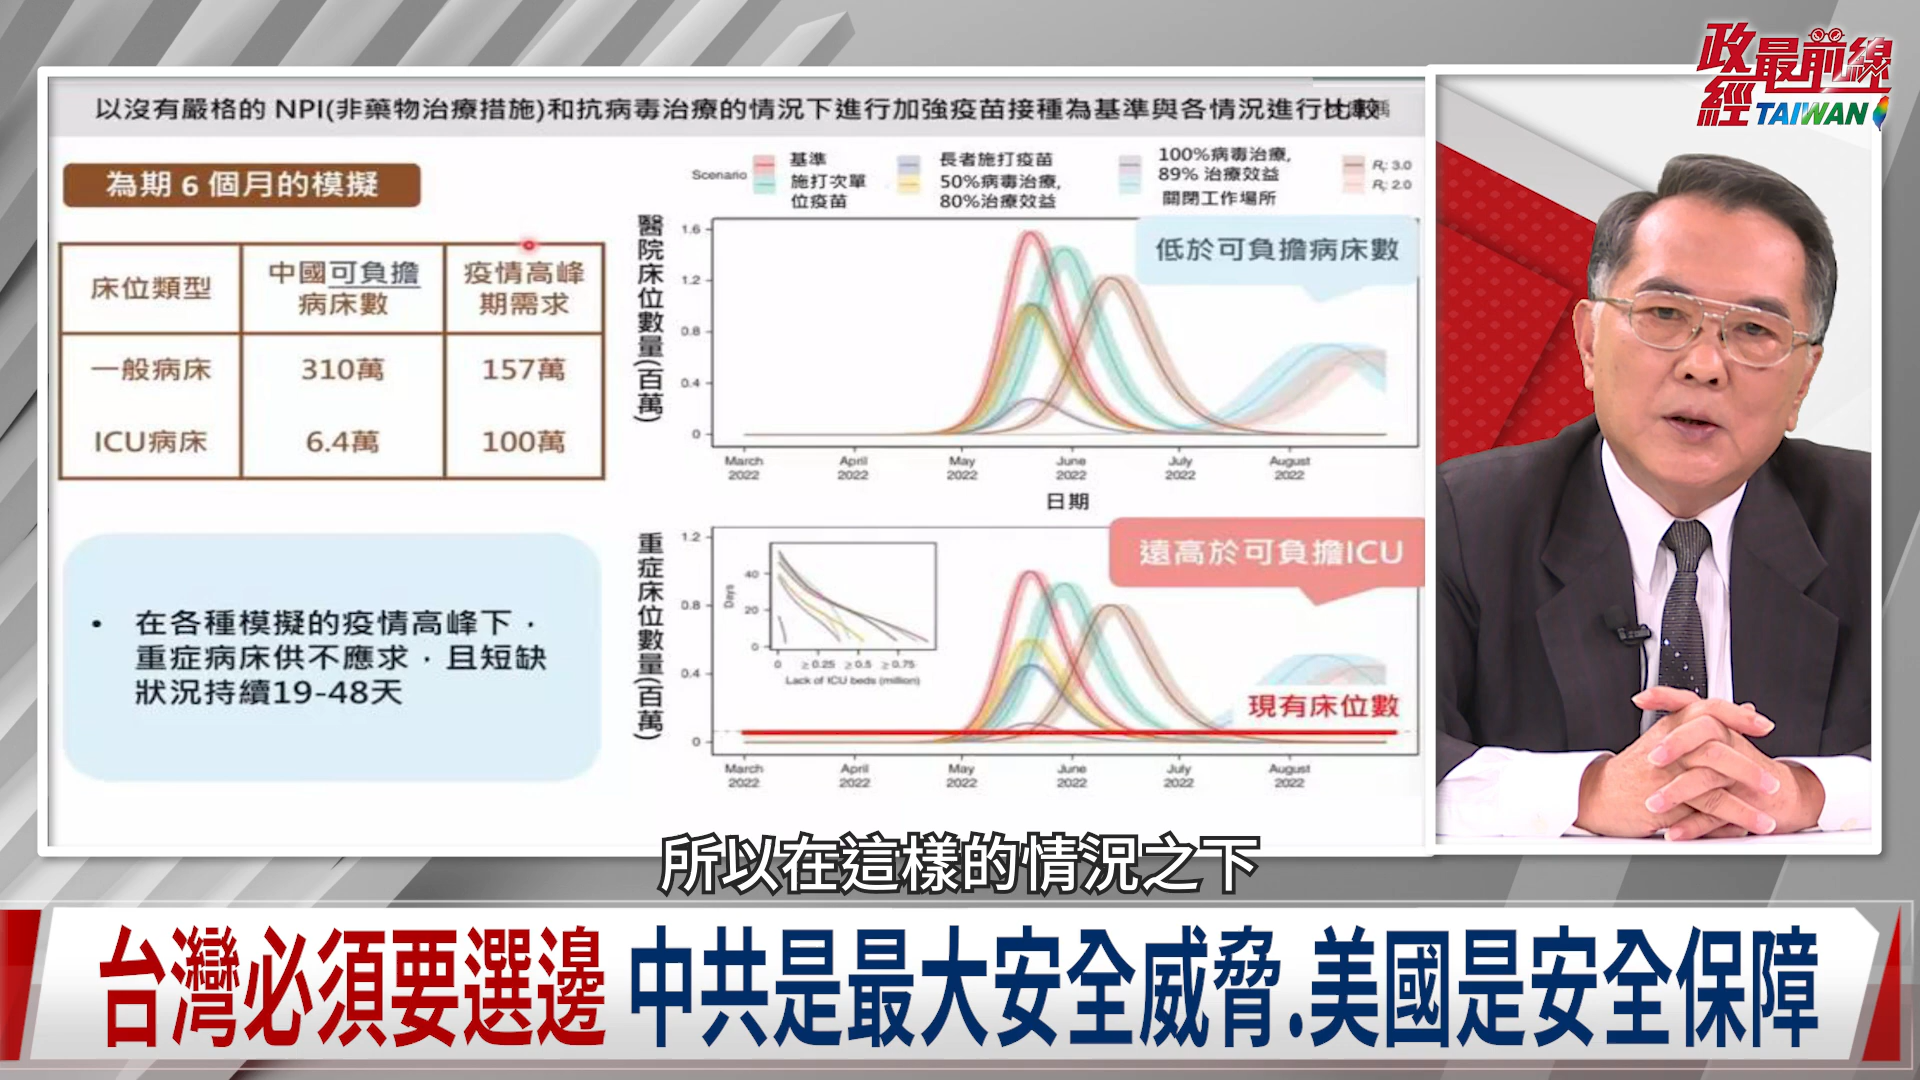 政經最前線
TAIWAN
以沒有嚴格的 NPI(非藥物治療措施)和抗病毒治療的情況下進行加強疫苗接種為基準與各情況進行比較
為期 6 個月的模擬
床位類型
中國可負擔
病床數
疫情高峰
期需求
一般病床
310萬
157萬
ICU病床
6.4萬
100萬
• 在各種模擬的疫情高峰下，
重症病床供不應求，且短缺
狀況持續19-48天
Scenario
基準
施打次單
位疫苗
長者施打疫苗
50%病毒治療,
80%治療效益
100%病毒治療,
89% 治療效益
關閉工作場所
Rₜ: 3.0
Rₜ: 2.0
醫院床位數量(百萬)
1.6
1.2
0.8
0.4
0
低於可負擔病床數
March
2022
April
2022
May
2022
June
2022
July
2022
August
2022
日期
重症床位數量(百萬)
1.2
0.8
0.4
0
遠高於可負擔ICU
Days
40
20
0
0
≥0.25
≥0.5
≥0.75
Lack of ICU beds (million)
現有床位數
March
2022
April
2022
May
2022
June
2022
July
2022
August
2022
所以在這樣的情況之下
台灣必須要選邊 中共是最大安全威脅.美國是安全保障